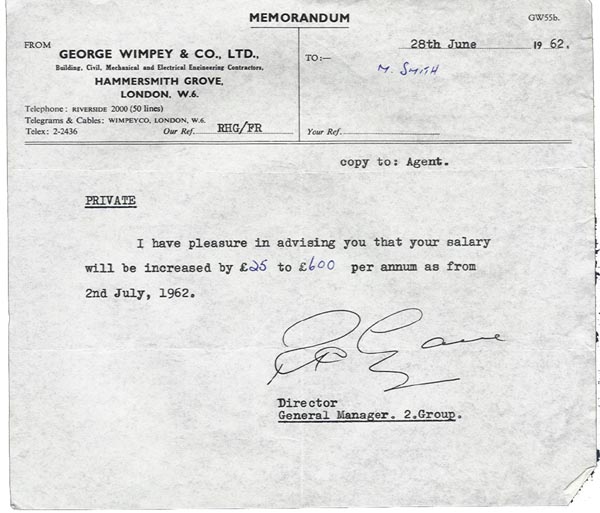 MEMORANDUM
GW55b.
FROM
GEORGE WIMPEY & CO., LTD.,
Building, Civil, Mechanical and Electrical Engineering Contractors,
HAMMERSMITH GROVE,
LONDON, W.6.
Telephone: RIVERSIDE 2000 (50 lines)
Telegrams & Cables: WIMPEYCO, LONDON, W.6.
Telex: 2-2436 Our Ref. RHG/PR
28th June 1962.
TO:—
M. SMITH
Your Ref.
copy to: Agent.
PRIVATE
I have pleasure in advising you that your salary
will be increased by £25 to £600 per annum as from
2nd July, 1962.
Director
General Manager. 2.Group.